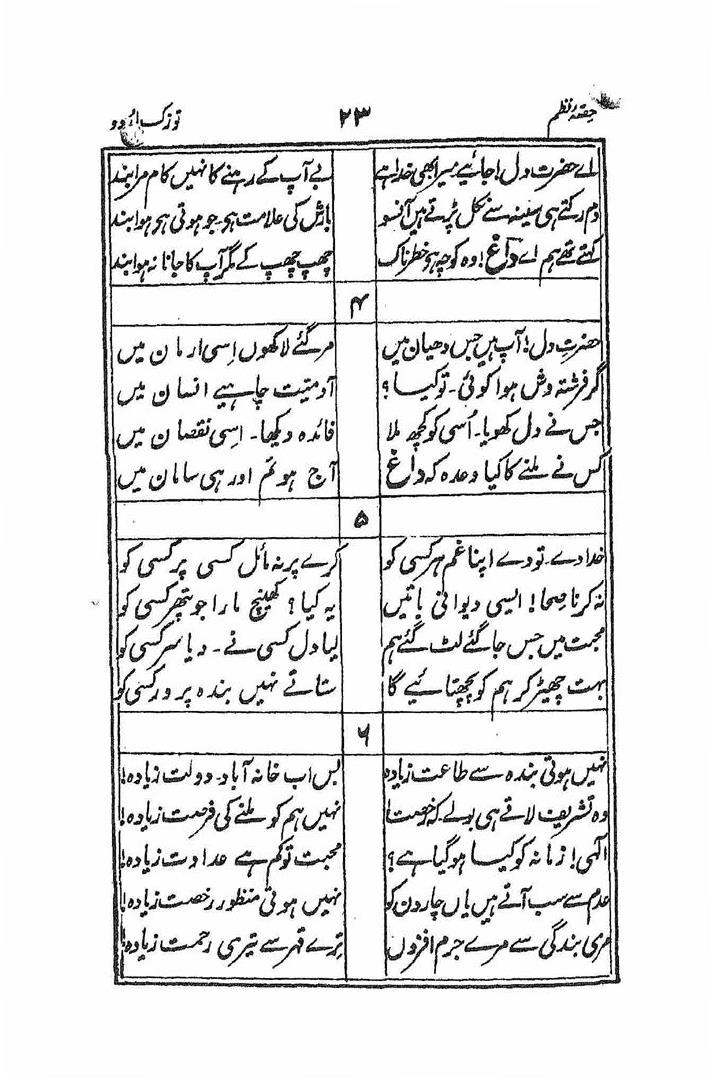 حصۂ نظم ۲۳ توزک اردو
اے حضرت دل! جائیے میرا بھی خدا ہے بے آپ کے رہنے کا نہیں کام مرا بند
دم رکتے ہی سینہ سے نکل پڑتے ہیں آنسو بارش کی علامت ہی جو ہوتی ہی ہوا بند
کہتے تھے ہم اے داغ! وہ کوچہ ہی خطرناک چھپ چھپ کے مگر آپ کا جانا نہ ہوا بند
۴
حضرتِ دل! آپ ہیں جس دھیان میں مر گئے لاکھوں اِسی ارمان میں
گر فرشتہ وش ہوا کوئی۔ تو کیا؟ آدمیت چاہیے انسان میں
جس نے دل کھویا۔ اُسی کو کچھ ملا فائدہ دیکھا۔ اِسی نقصان میں
کس نے ملنے کا کیا وعدہ کہ داغ آج ہو تم اور ہی سامان میں
۵
خدا دے۔ تو دے اپنا غم ہر کسی کو کرے پر نہ مائل کسی پر کسی کو
نہ کر ناصحا! ایسی دیوانی باتیں یہ کیا؟ کھینچ مارا جو پتھر کسی کو
محبت میں جس جا گئے لٹ گئے ہم لیا دل کسی نے۔ دیا سر کسی کو
بہت چھیڑ کر ہم کو پچھتائیے گا ستاتے نہیں بندہ پرور کسی کو
۶
نہیں ہوتی بندہ سے طاعت زیادہ بس اب خانہ آباد۔ دولت زیادہ!
وہ تشریف لاتے ہی بولے کہ رخصت! نہیں ہم کو ملنے کی فرصت زیادہ!
الٰہی! زمانہ کو کیا ہو گیا ہے؟ محبت تو کم ہے عداوت زیادہ!
عدم سے سب آتے ہیں یاں چار دن کو نہیں ہوتی منظور رخصت زیادہ!
مری بندگی سے مرے جرم افزوں ترے قہر سے تیری رحمت زیادہ!